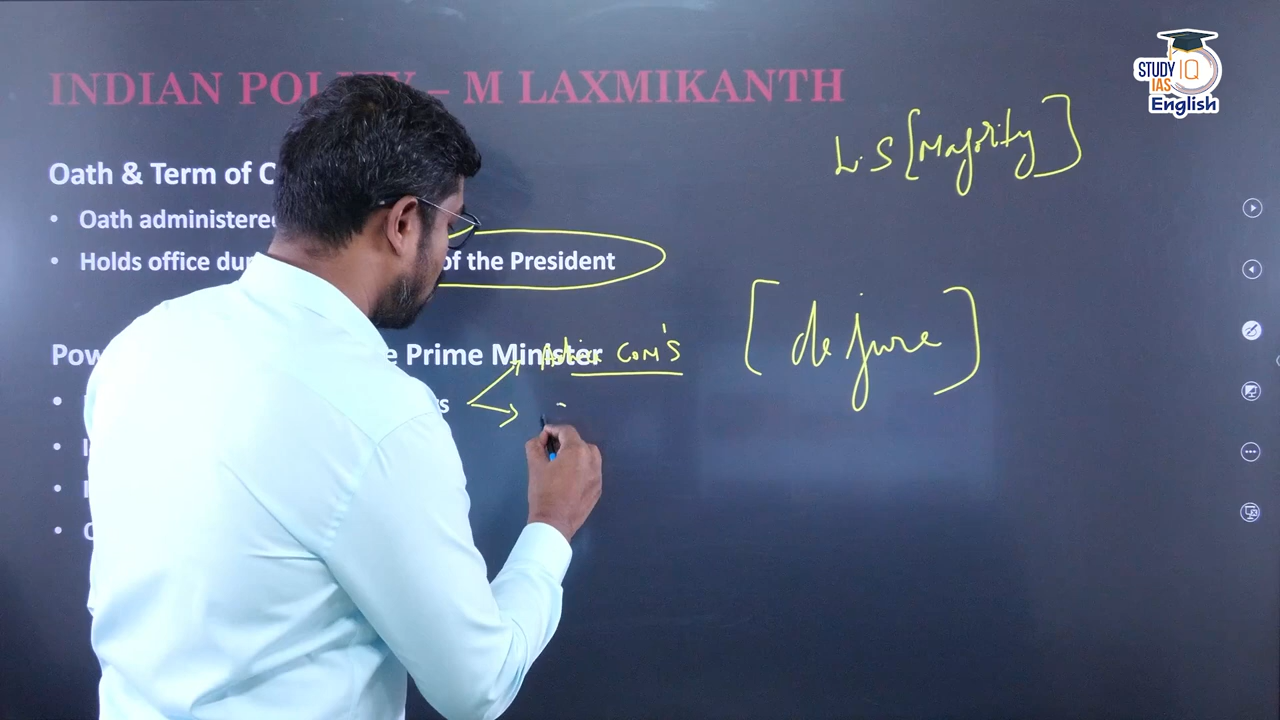 INDIAN POL – M LAXMIKANTH
STUDY IQ
IAS
English
L.S [Majority]
Oath & Term of
• Oath administere
• Holds office du of the President
[de jure]
Pow e Prime Minister
COM'S